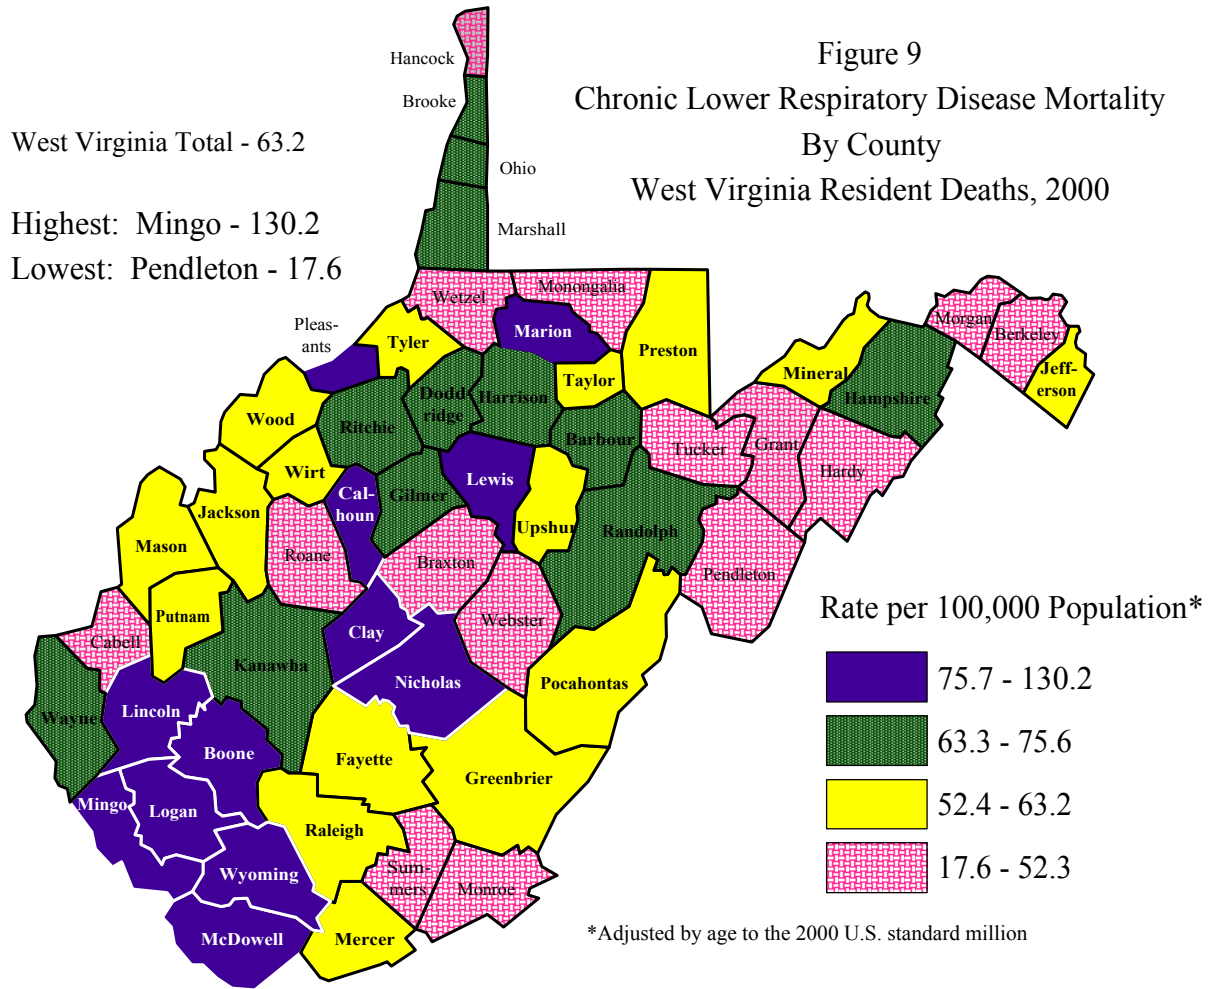 Figure 9
Chronic Lower Respiratory Disease Mortality
By County
West Virginia Resident Deaths, 2000
West Virginia Total - 63.2
Highest: Mingo - 130.2
Lowest: Pendleton - 17.6
Hancock
Brooke
Ohio
Marshall
Wetzel
Monongalia
Marion
Pleas-
ants
Tyler
Preston
Morgan
Berkeley
Jeff-
erson
Mineral
Hampshire
Taylor
Dodd-
ridge
Harrison
Wood
Ritchie
Barbour
Tucker
Grant
Hardy
Wirt
Lewis
Cal-
houn
Gilmer
Jackson
Upshur
Randolph
Mason
Roane
Braxton
Pendleton
Putnam
Webster
Cabell
Clay
Kanawha
Nicholas
Pocahontas
Lincoln
Wayne
Boone
Fayette
Greenbrier
Mingo
Logan
Raleigh
Wyoming
Sum-
mers
Monroe
McDowell
Mercer
Rate per 100,000 Population*
75.7 - 130.2
63.3 - 75.6
52.4 - 63.2
17.6 - 52.3
*Adjusted by age to the 2000 U.S. standard million